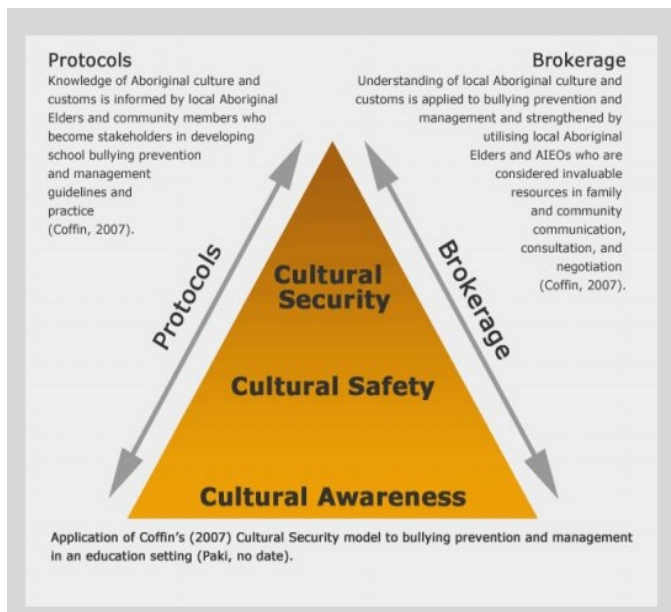 Protocols
Knowledge of Aboriginal culture and
customs is informed by local Aboriginal
Elders and community members who
become stakeholders in developing
school bullying prevention
and management
guidelines and
practice
(Coffin, 2007).
Brokerage
Understanding of local Aboriginal culture and
customs is applied to bullying prevention and
management and strengthened by
utilising local Aboriginal
Elders and AIEOs who are
considered invaluable
resources in family
and community
communication,
consultation, and
negotiation
(Coffin, 2007).
Protocols
Brokerage
Cultural
Security
Cultural Safety
Cultural Awareness
Application of Coffin's (2007) Cultural Security model to bullying prevention and management
in an education setting (Paki, no date).